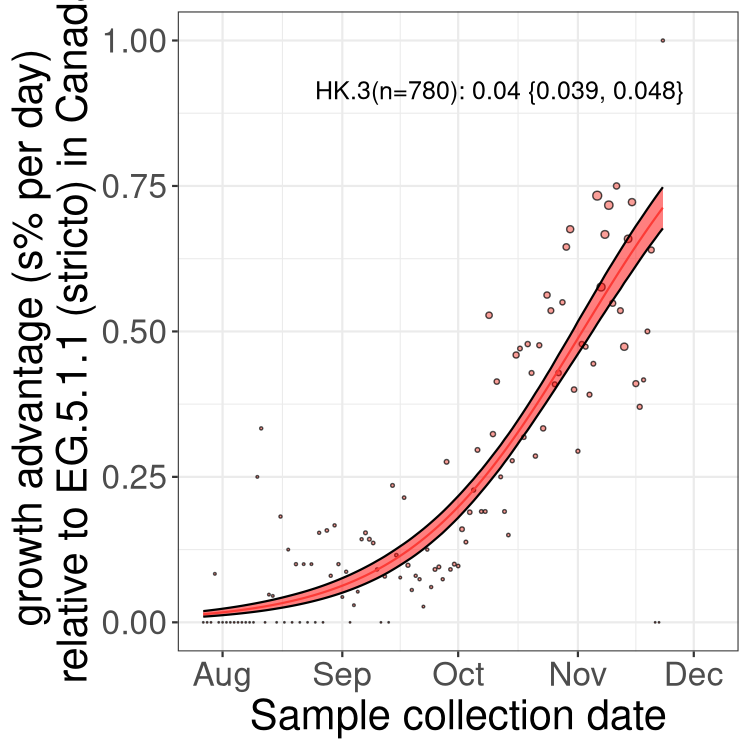 growth advantage (s% per day)
relative to EG.5.1.1 (stricto) in Canada
1.00
0.75
0.50
0.25
0.00
HK.3(n=780): 0.04 {0.039, 0.048}
Aug Sep Oct Nov Dec
Sample collection date